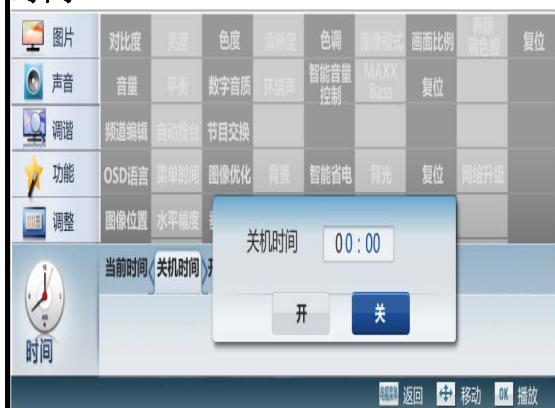 图片 对比度 亮度 色度 清晰度 色调 图像模式 画面比例 复位
声音 音量 平衡 数字音质 环绕声 智能音量控制 MAXX Bass 复位
调谐 频道编辑 自动搜台 节目交换
功能 OSD语言 菜单时间 图像优化 背景 智能省电 背光 复位 网络升级
调整 图像位置 水平幅度
关机时间 00:00
当前时间 关机时间
开 关
时间
返回 移动 OK 播放